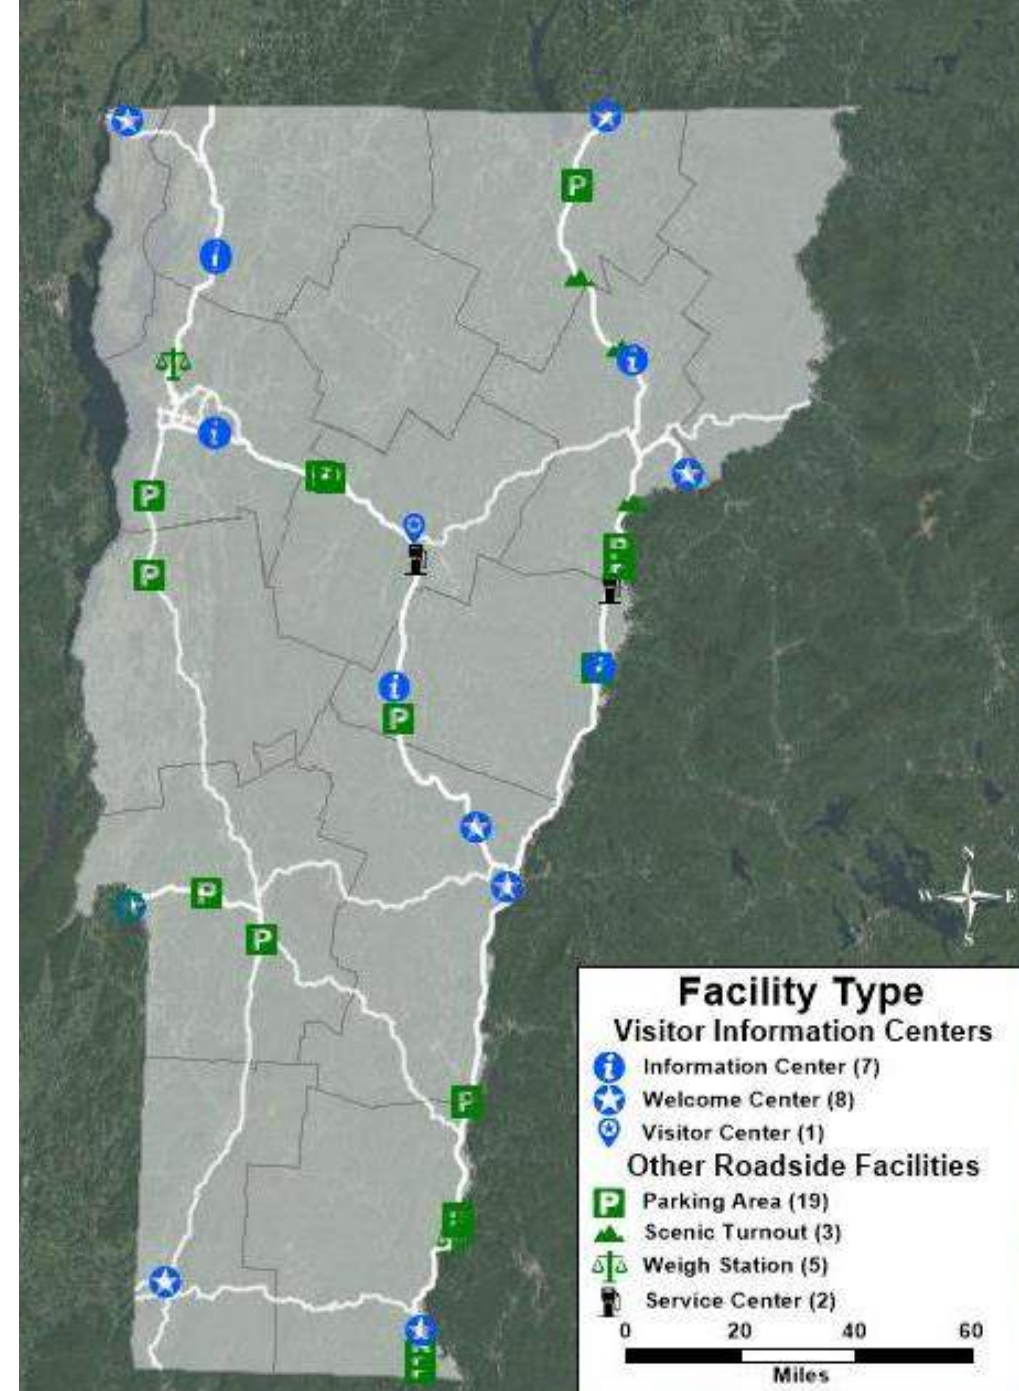 P
P
P
(2)
P
P
P
P
P
N
W E
S
Facility Type
Visitor Information Centers
i Information Center (7)
Welcome Center (8)
Visitor Center (1)
Other Roadside Facilities
P Parking Area (19)
Scenic Turnout (3)
Weigh Station (5)
Service Center (2)
0 20 40 60
Miles